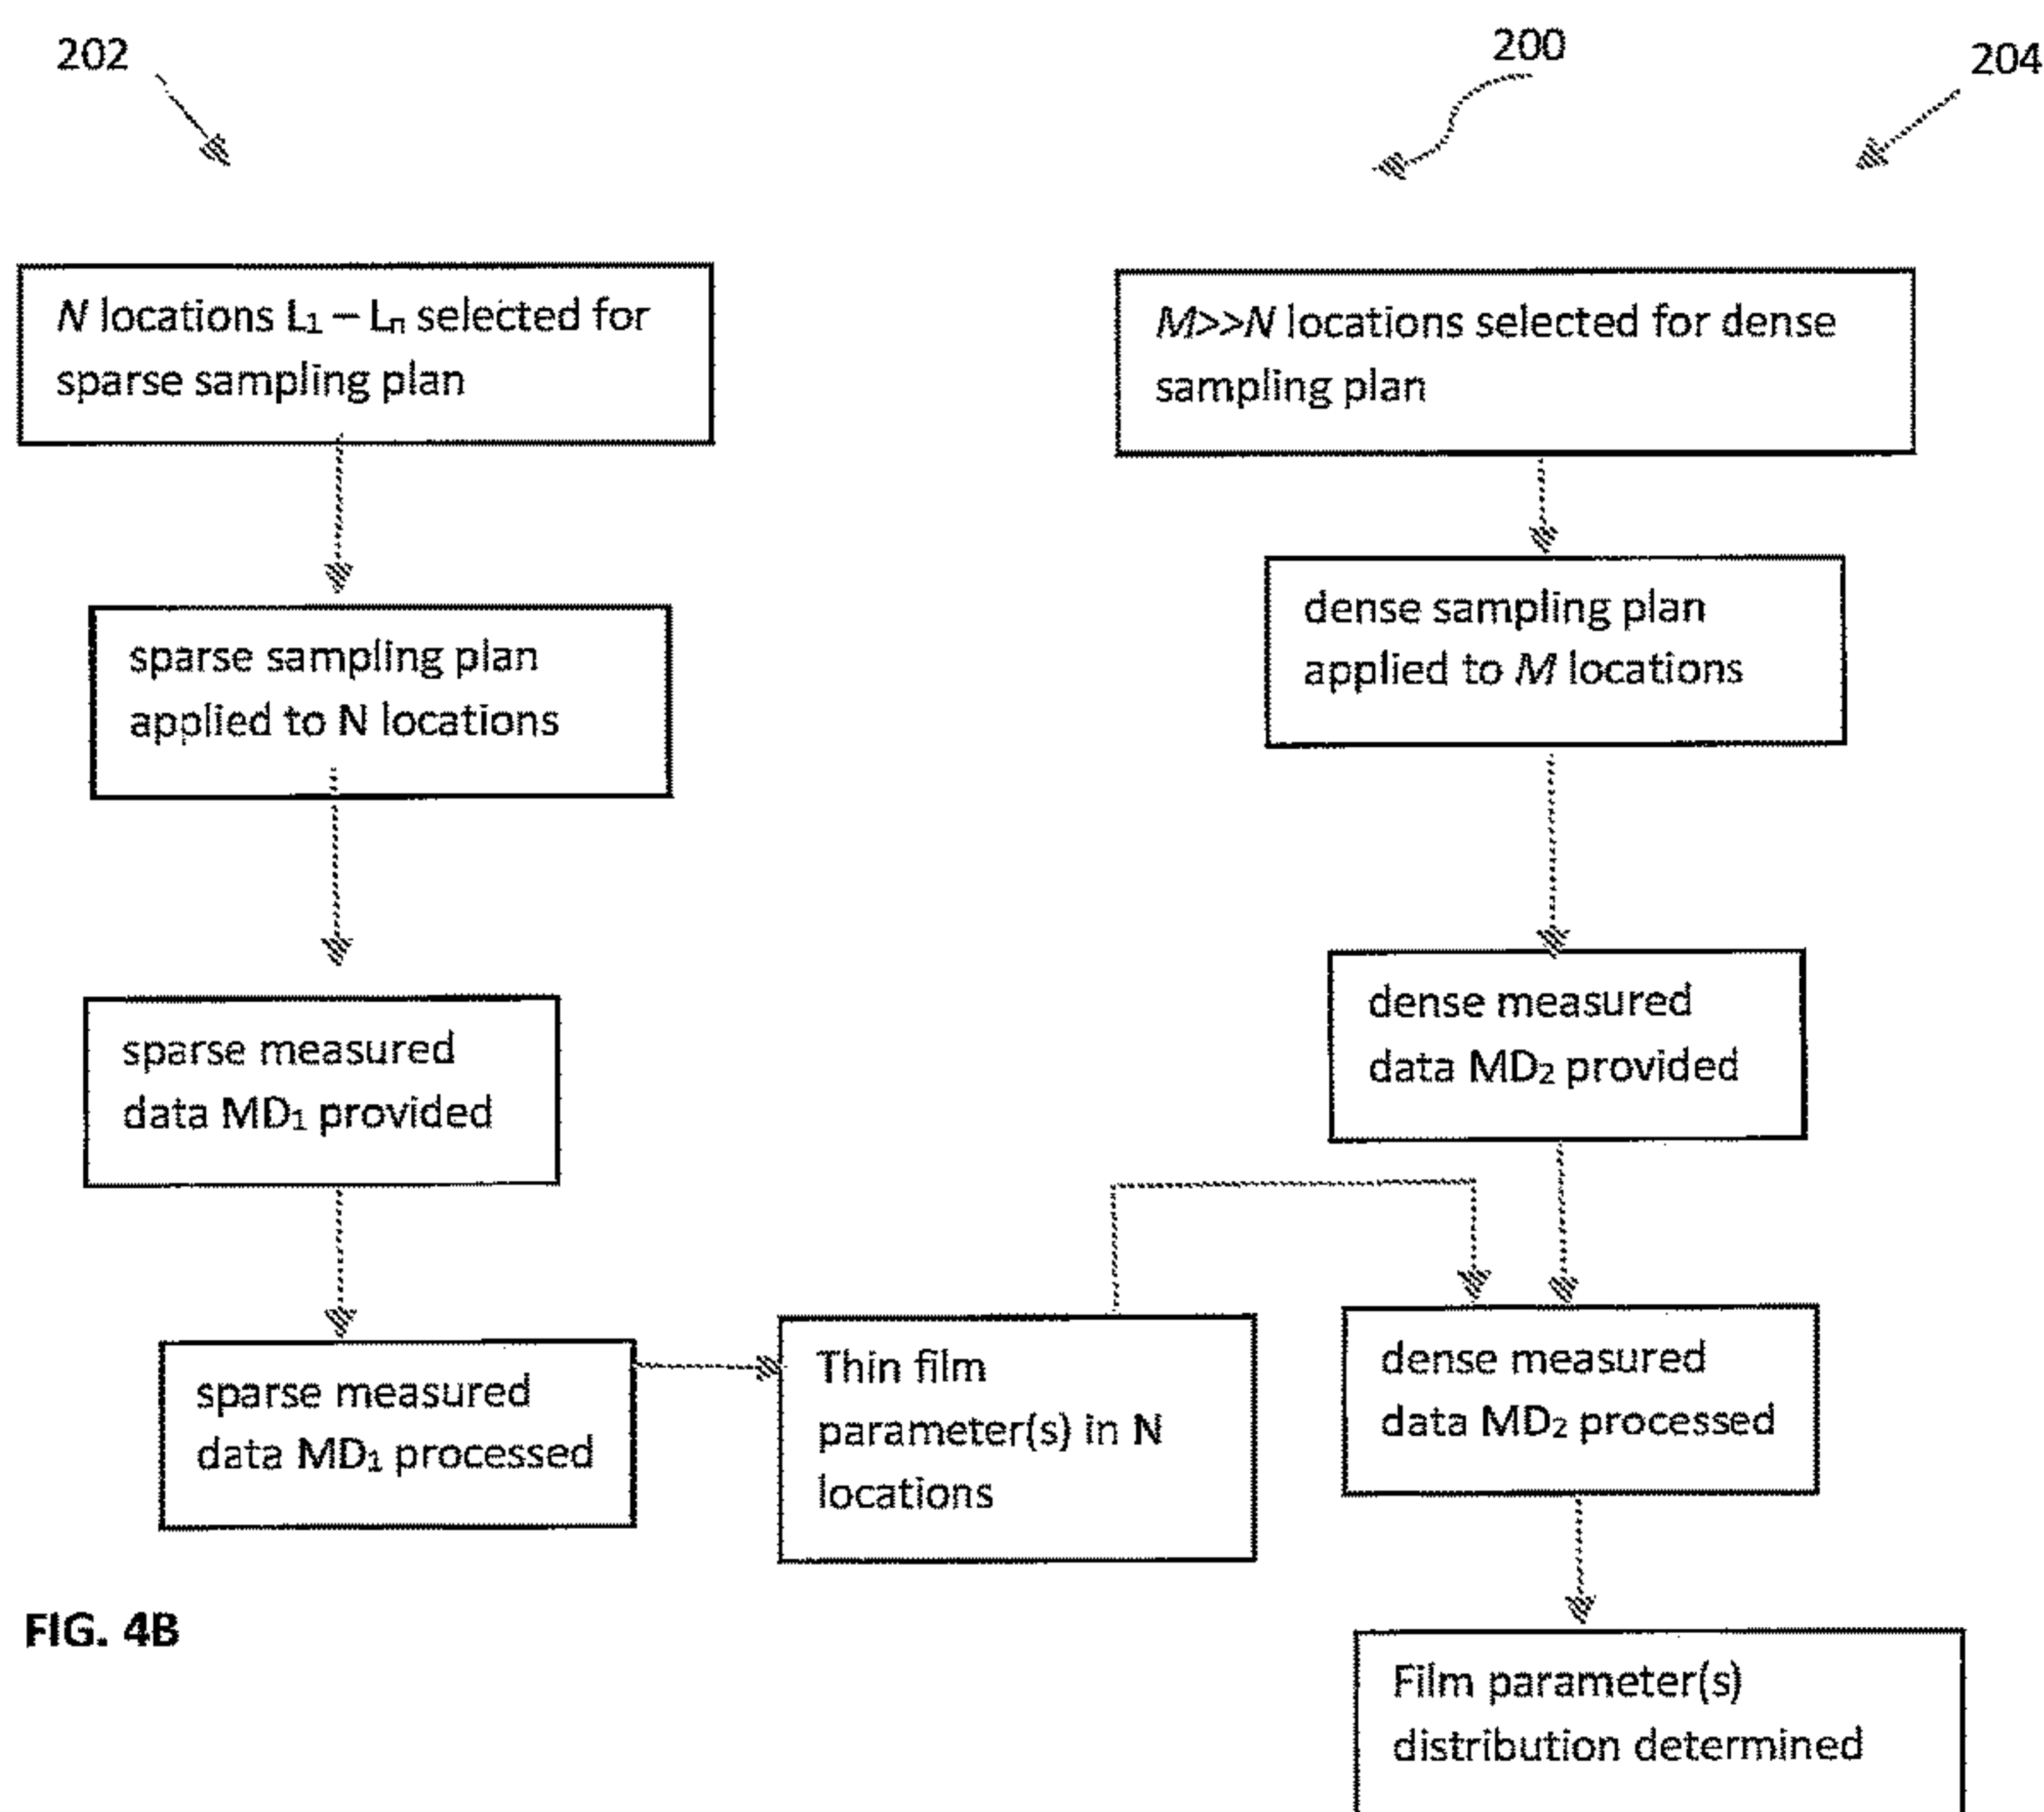 202
200
204
N locations L₁ – Lₙ selected for
sparse sampling plan
M>>N locations selected for dense
sampling plan
sparse sampling plan
applied to N locations
dense sampling plan
applied to M locations
sparse measured
data MD₁ provided
dense measured
data MD₂ provided
sparse measured
data MD₁ processed
Thin film
parameter(s) in N
locations
dense measured
data MD₂ processed
Film parameter(s)
distribution determined
FIG. 4B